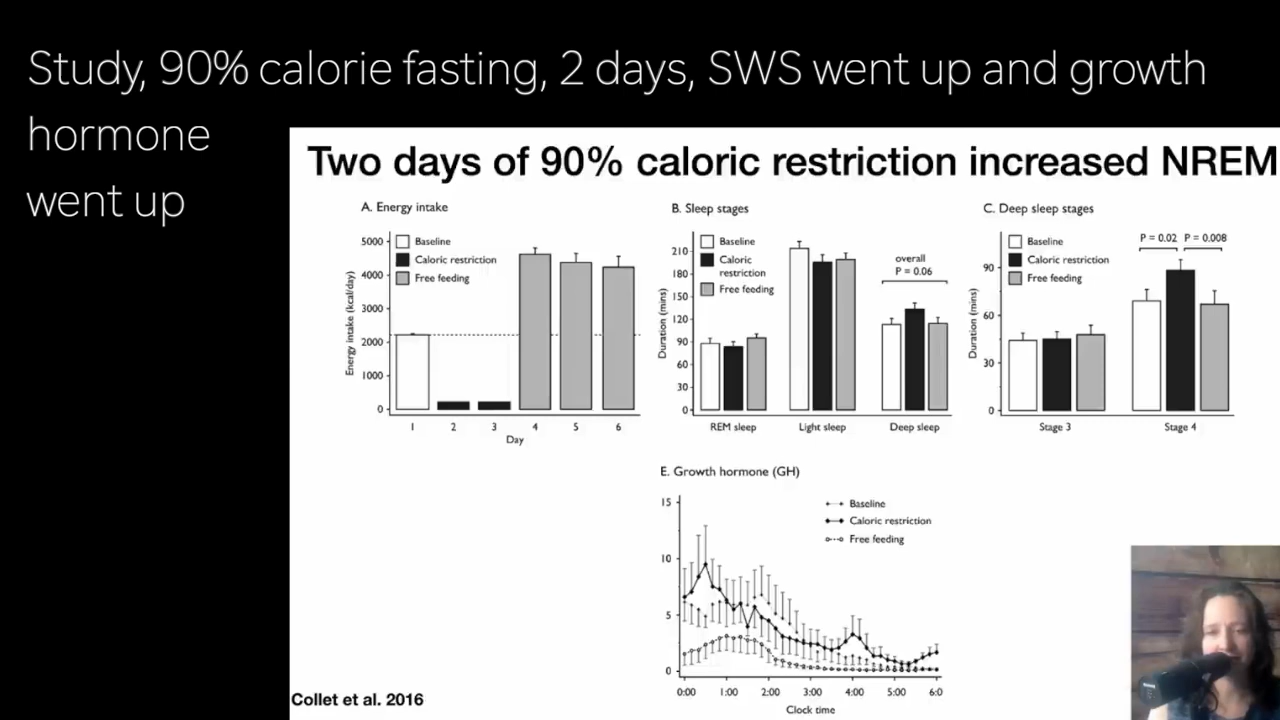 Study, 90% calorie fasting, 2 days, SWS went up and growth
hormone
went up
Two days of 90% caloric restriction increased NREM
A. Energy intake
Baseline
Caloric restriction
Free feeding
Energy intake (kcal/day)
5000
4000
3000
2000
1000
0
1 2 3 4 5 6
Day
B. Sleep stages
Baseline
Caloric
restriction
Free feeding
overall
P = 0.06
Duration (mins)
210
180
150
120
90
60
30
0
REM sleep Light sleep Deep sleep
C. Deep sleep stages
Baseline
Caloric restriction
Free feeding
P = 0.02 P = 0.008
Duration (mins)
90
60
30
0
Stage 3 Stage 4
E. Growth hormone (GH)
Baseline
Caloric restriction
Free feeding
15
10
5
0
0:00 1:00 2:00 3:00 4:00 5:00 6:0
Clock time
Collet et al. 2016